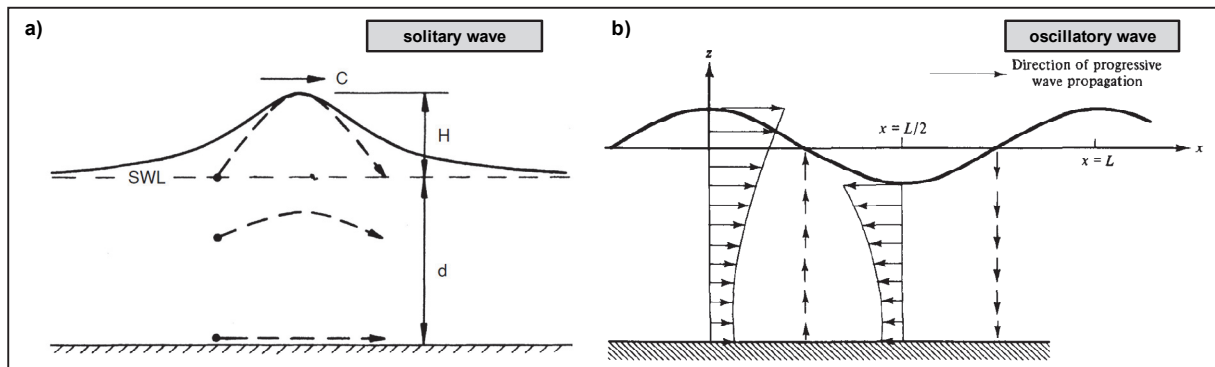 a)
solitary wave
C
H
SWL
d
b)
oscillatory wave
z
Direction of progressive
wave propagation
x = L/2
x
x = L